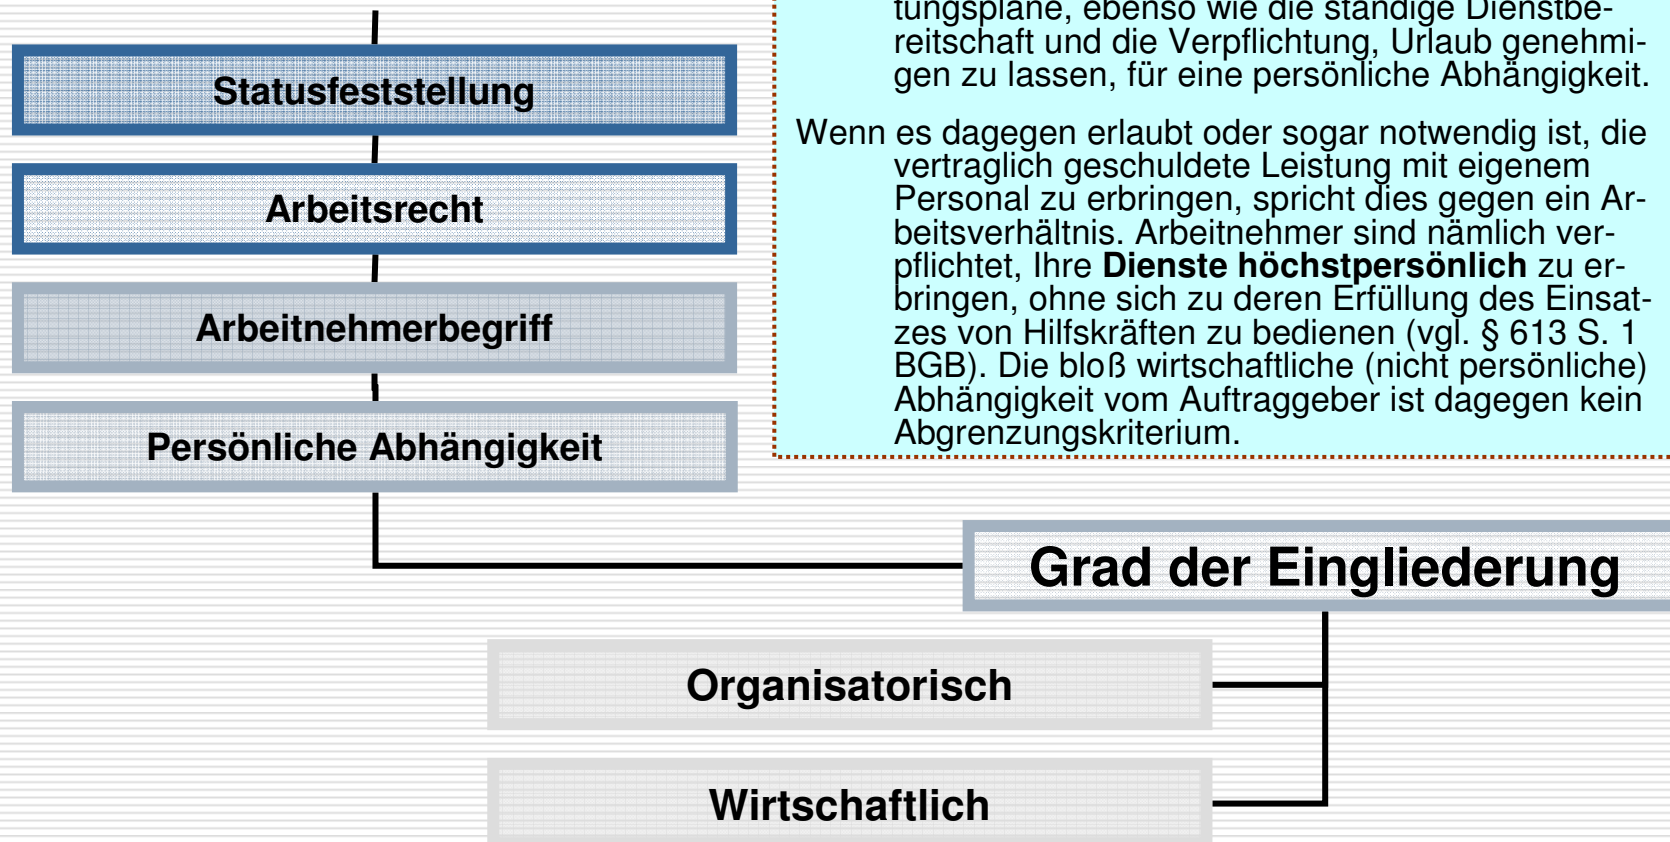 Statusfeststellung
Arbeitsrecht
Arbeitnehmerbegriff
Persönliche Abhängigkeit
tungspläne, ebenso wie die ständige Dienstbe-
reitschaft und die Verpflichtung, Urlaub genehmi-
gen zu lassen, für eine persönliche Abhängigkeit.
Wenn es dagegen erlaubt oder sogar notwendig ist, die
vertraglich geschuldete Leistung mit eigenem
Personal zu erbringen, spricht dies gegen ein Ar-
beitsverhältnis. Arbeitnehmer sind nämlich ver-
pflichtet, Ihre Dienste höchstpersönlich zu er-
bringen, ohne sich zu deren Erfüllung des Einsat-
zes von Hilfskräften zu bedienen (vgl. § 613 S. 1
BGB). Die bloß wirtschaftliche (nicht persönliche)
Abhängigkeit vom Auftraggeber ist dagegen kein
Abgrenzungskriterium.
Grad der Eingliederung
Organisatorisch
Wirtschaftlich